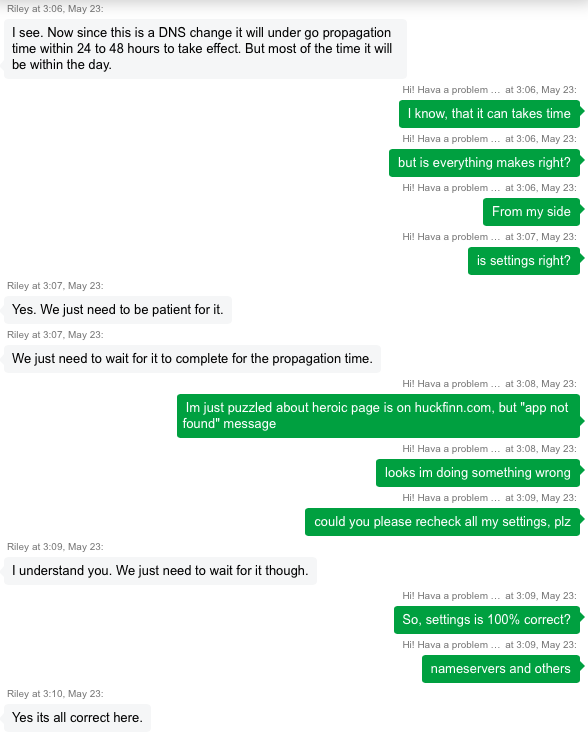 Riley at 3:06, May 23:
I see. Now since this is a DNS change it will under go propagation
time within 24 to 48 hours to take effect. But most of the time it will
be within the day.
Hi! Hava a problem ... at 3:06, May 23:
I know, that it can takes time
Hi! Hava a problem ... at 3:06, May 23:
but is everything makes right?
Hi! Hava a problem ... at 3:06, May 23:
From my side
Hi! Hava a problem ... at 3:07, May 23:
is settings right?
Riley at 3:07, May 23:
Yes. We just need to be patient for it.
Riley at 3:07, May 23:
We just need to wait for it to complete for the propagation time.
Hi! Hava a problem ... at 3:08, May 23:
Im just puzzled about heroic page is on huckfinn.com, but "app not
found" message
Hi! Hava a problem ... at 3:08, May 23:
looks im doing something wrong
Hi! Hava a problem ... at 3:09, May 23:
could you please recheck all my settings, plz
Riley at 3:09, May 23:
I understand you. We just need to wait for it though.
Hi! Hava a problem ... at 3:09, May 23:
So, settings is 100% correct?
Hi! Hava a problem ... at 3:09, May 23:
nameservers and others
Riley at 3:10, May 23:
Yes its all correct here.